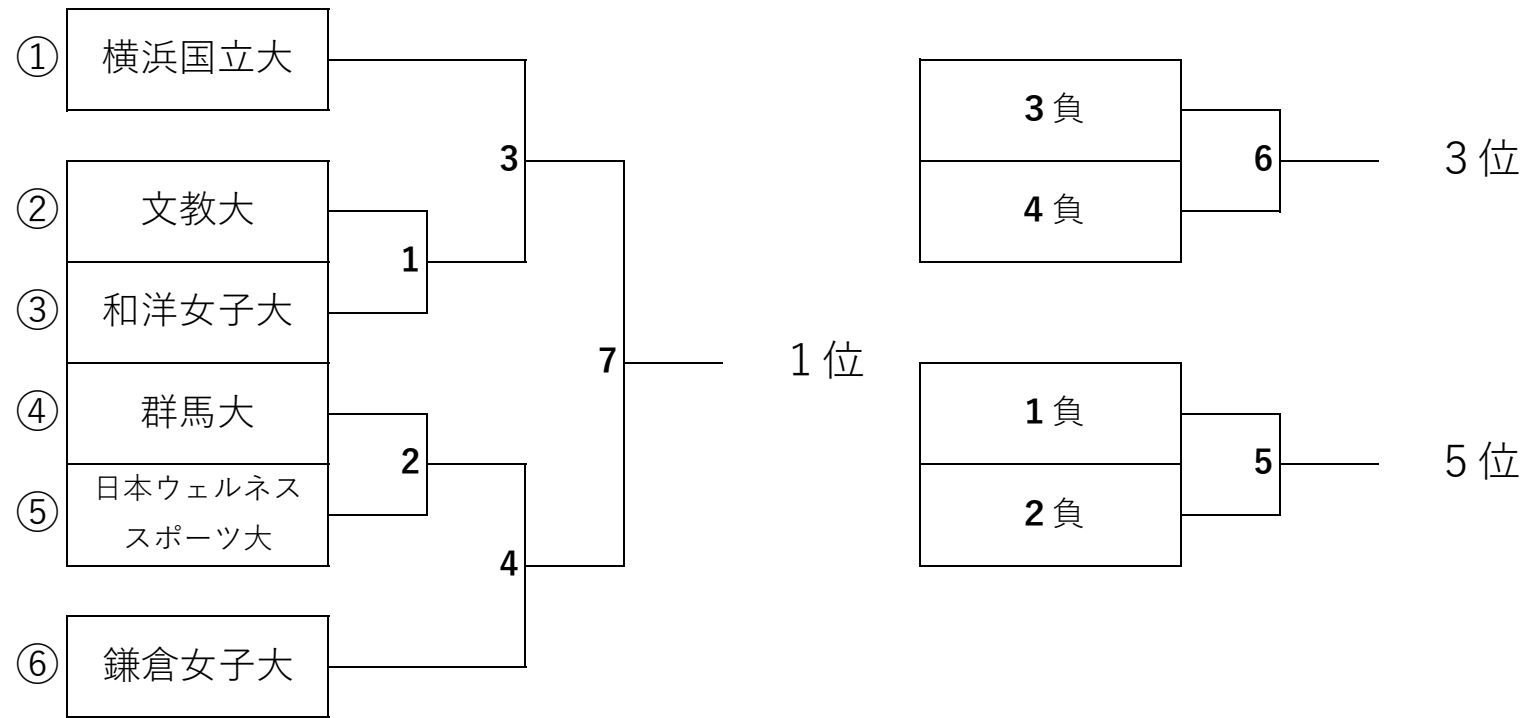 ① 横浜国立大
② 文教大
③ 和洋女子大
④ 群馬大
⑤ 日本ウェルネス
スポーツ大
⑥ 鎌倉女子大
1
2
3
4
7
1位
3負
4負
6
3位
1負
2負
5
5位